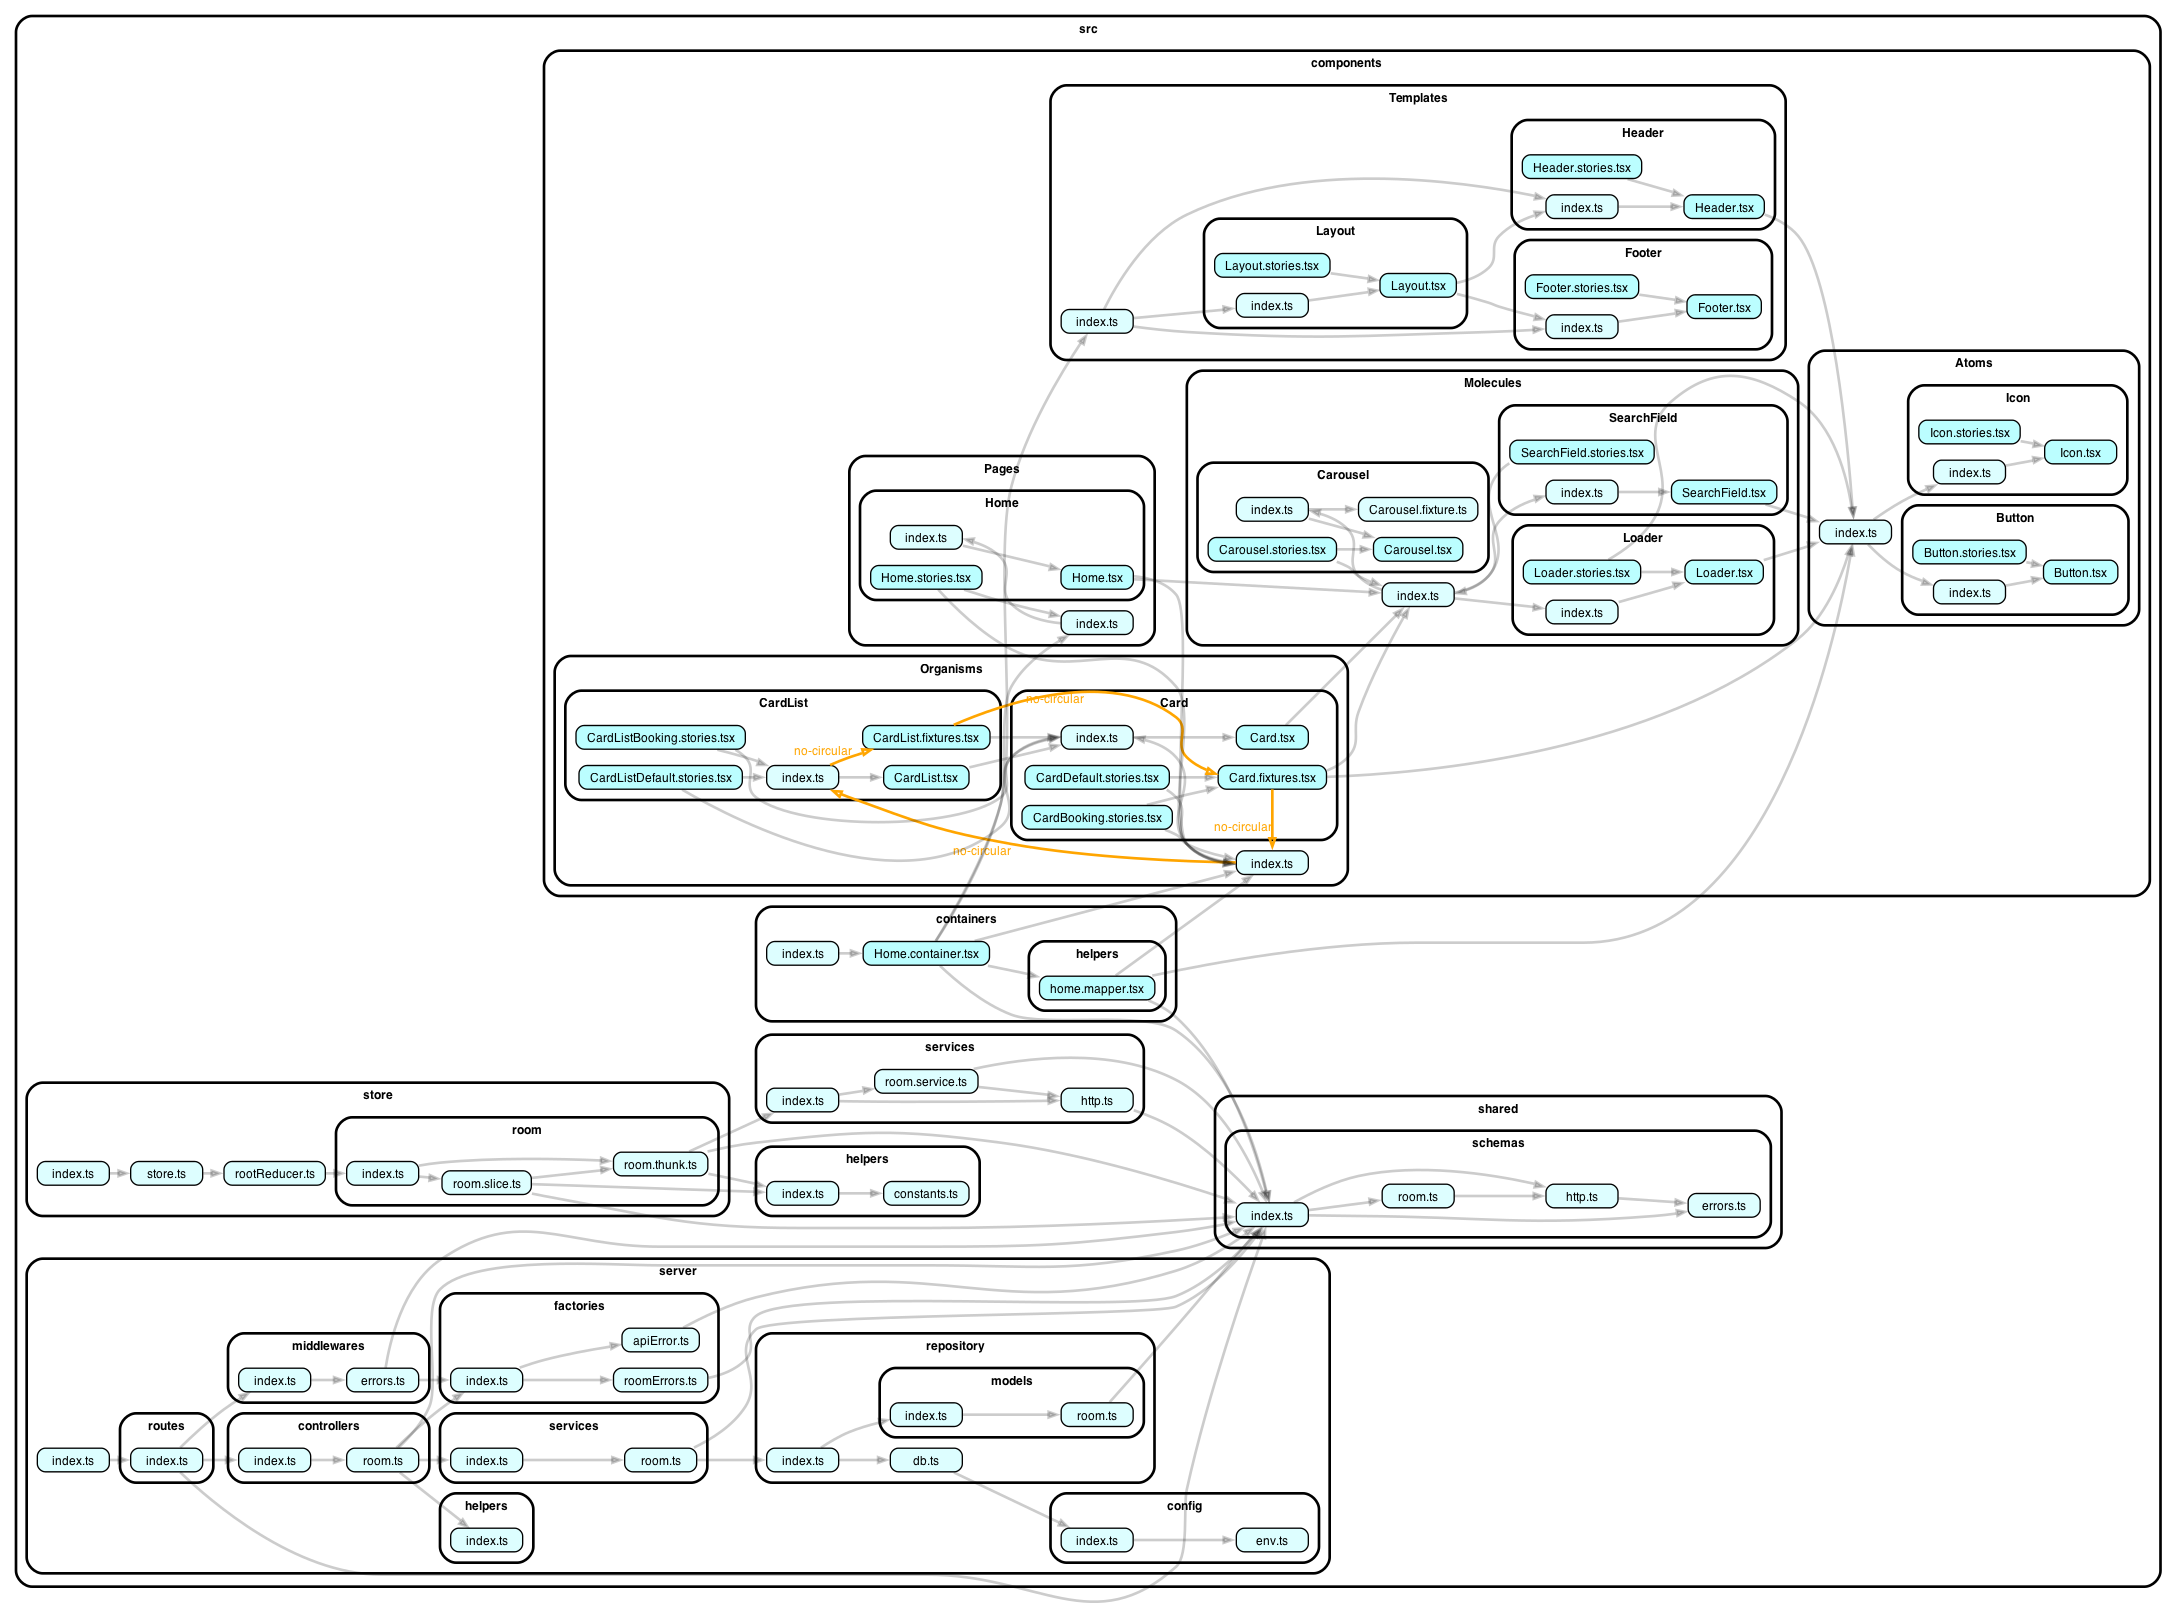 src
components
Templates
Header
Header.stories.tsx
index.ts
Header.tsx
Layout
Layout.stories.tsx
index.ts
Layout.tsx
Footer
Footer.stories.tsx
index.ts
Footer.tsx
index.ts
Atoms
Icon
Icon.stories.tsx
index.ts
Icon.tsx
index.ts
Button
Button.stories.tsx
index.ts
Button.tsx
Molecules
SearchField
SearchField.stories.tsx
index.ts
SearchField.tsx
Carousel
index.ts
Carousel.fixture.ts
Carousel.stories.tsx
Carousel.tsx
Loader
Loader.stories.tsx
Loader.tsx
index.ts
index.ts
Pages
Home
index.ts
Home.stories.tsx
Home.tsx
index.ts
Organisms
CardList
CardListBooking.stories.tsx
CardList.fixtures.tsx
no-circular
CardListDefault.stories.tsx
index.ts
CardList.tsx
no-circular
Card
index.ts
Card.tsx
CardDefault.stories.tsx
Card.fixtures.tsx
CardBooking.stories.tsx
no-circular
no-circular
index.ts
containers
index.ts
Home.container.tsx
helpers
home.mapper.tsx
services
index.ts
room.service.ts
http.ts
store
index.ts
store.ts
rootReducer.ts
room
index.ts
room.slice.ts
room.thunk.ts
helpers
index.ts
constants.ts
shared
schemas
index.ts
room.ts
http.ts
errors.ts
server
factories
apiError.ts
index.ts
roomErrors.ts
middlewares
index.ts
errors.ts
repository
models
index.ts
room.ts
index.ts
db.ts
routes
index.ts
index.ts
controllers
index.ts
room.ts
services
index.ts
room.ts
helpers
index.ts
config
index.ts
env.ts